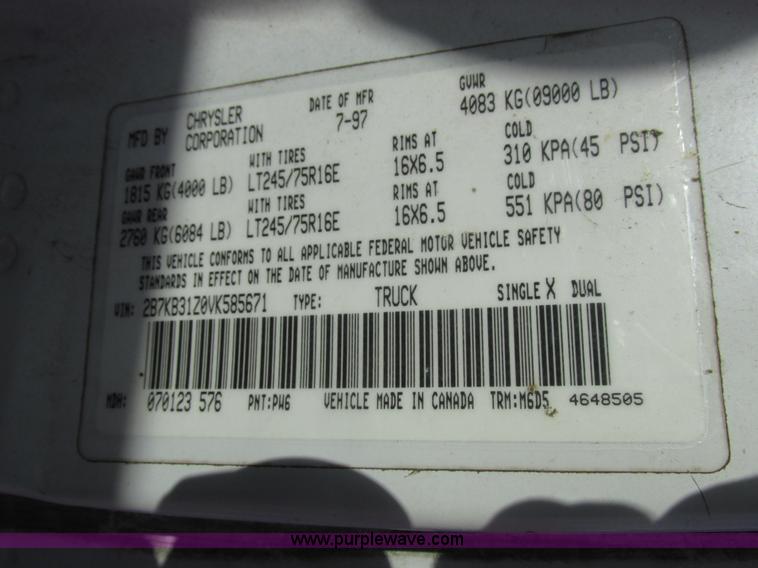 MFD BY CHRYSLER CORPORATION DATE OF MFR 7-97 GVWR 4083 KG(09000 LB)
GAWR FRONT WITH TIRES RIMS AT COLD
1815 KG(4000 LB) LT245/75R16E 16X6.5 310 KPA(45 PSI)
GAWR REAR WITH TIRES RIMS AT COLD
2760 KG(6084 LB) LT245/75R16E 16X6.5 551 KPA(80 PSI)
THIS VEHICLE CONFORMS TO ALL APPLICABLE FEDERAL MOTOR VEHICLE SAFETY
STANDARDS IN EFFECT ON THE DATE OF MANUFACTURE SHOWN ABOVE.
VIN: 2B7KB31Z0VK585671 TYPE: TRUCK SINGLE X DUAL
MDH: 070123 576 PNT:PW6 VEHICLE MADE IN CANADA TRM:M6D5 4648505
www.purplewave.com